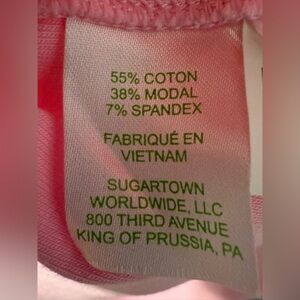 55% COTON
38% MODAL
7% SPANDEX
FABRIQUÉ EN
VIETNAM
SUGARTOWN
WORLDWIDE, LLC
800 THIRD AVENUE
KING OF PRUSSIA, PA